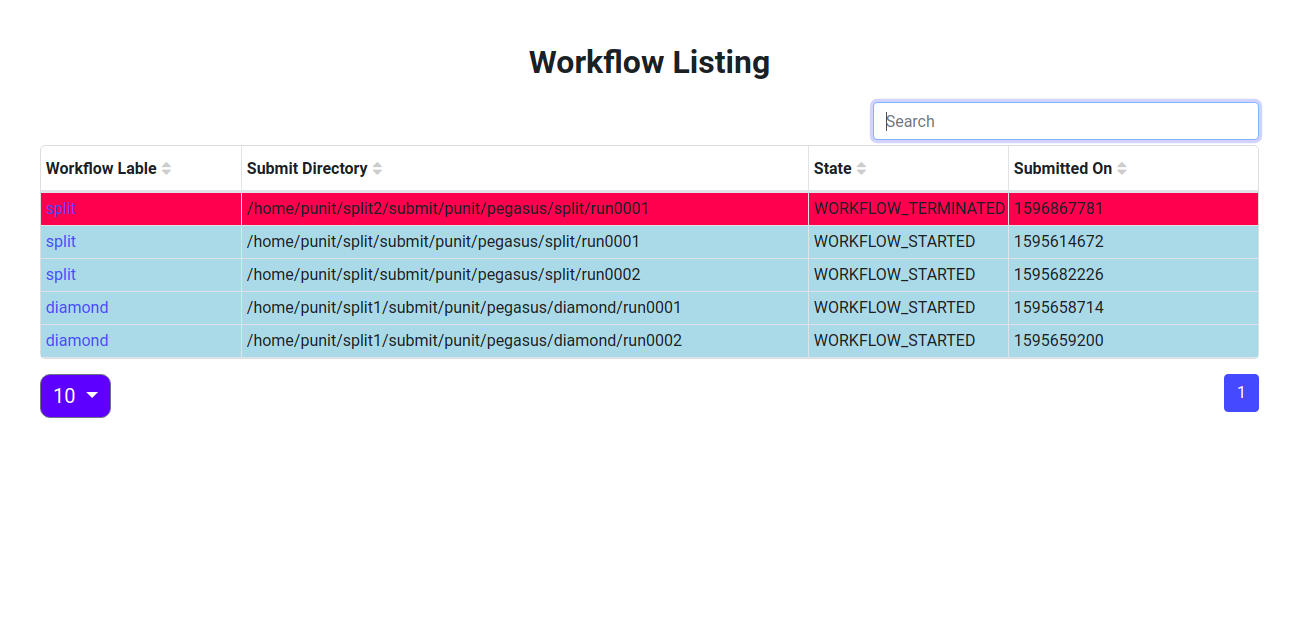 Workflow Listing
Search
Workflow Lable Submit Directory State Submitted On
split /home/punit/split2/submit/punit/pegasus/split/run0001 WORKFLOW_TERMINATED 1596867781
split /home/punit/split/submit/punit/pegasus/split/run0001 WORKFLOW_STARTED 1595614672
split /home/punit/split/submit/punit/pegasus/split/run0002 WORKFLOW_STARTED 1595682226
diamond /home/punit/split1/submit/punit/pegasus/diamond/run0001 WORKFLOW_STARTED 1595658714
diamond /home/punit/split1/submit/punit/pegasus/diamond/run0002 WORKFLOW_STARTED 1595659200
10 1